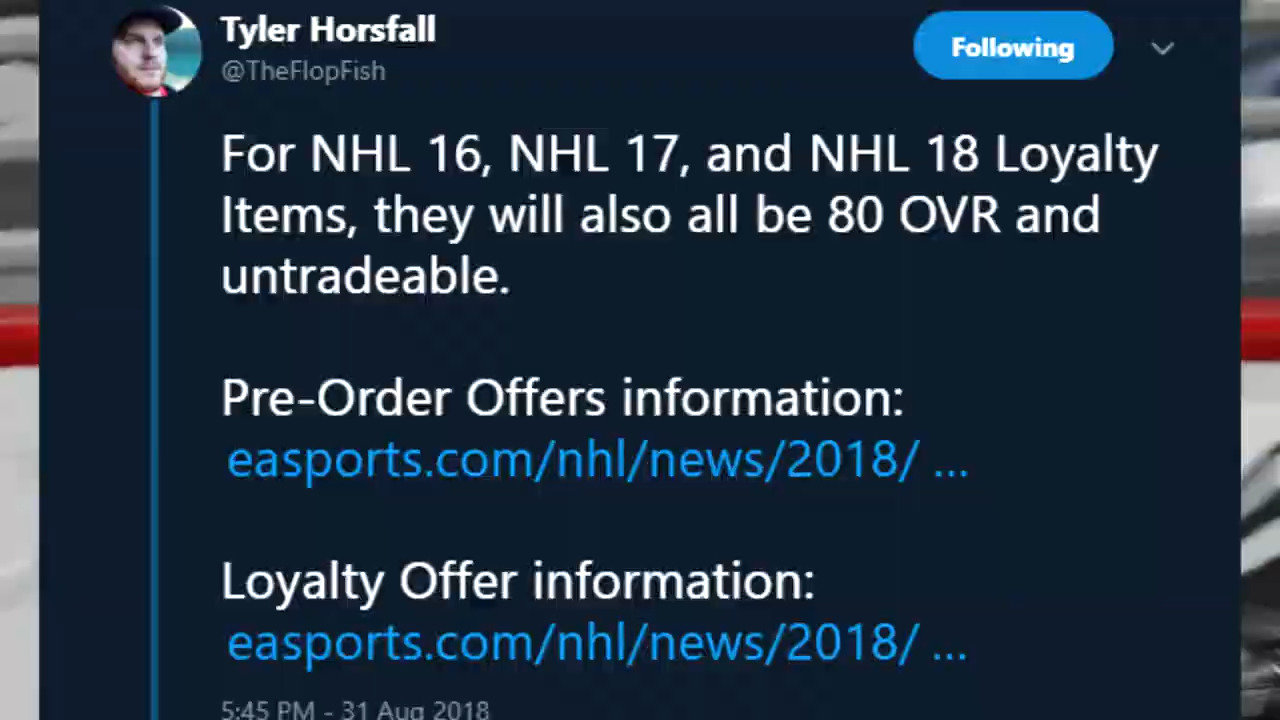 Tyler Horsfall
@TheFlopFish
Following
For NHL 16, NHL 17, and NHL 18 Loyalty
Items, they will also all be 80 OVR and
untradeable.
Pre-Order Offers information:
easports.com/nhl/news/2018/ ...
Loyalty Offer information:
easports.com/nhl/news/2018/ ...
5:45 PM - 31 Aug 2018